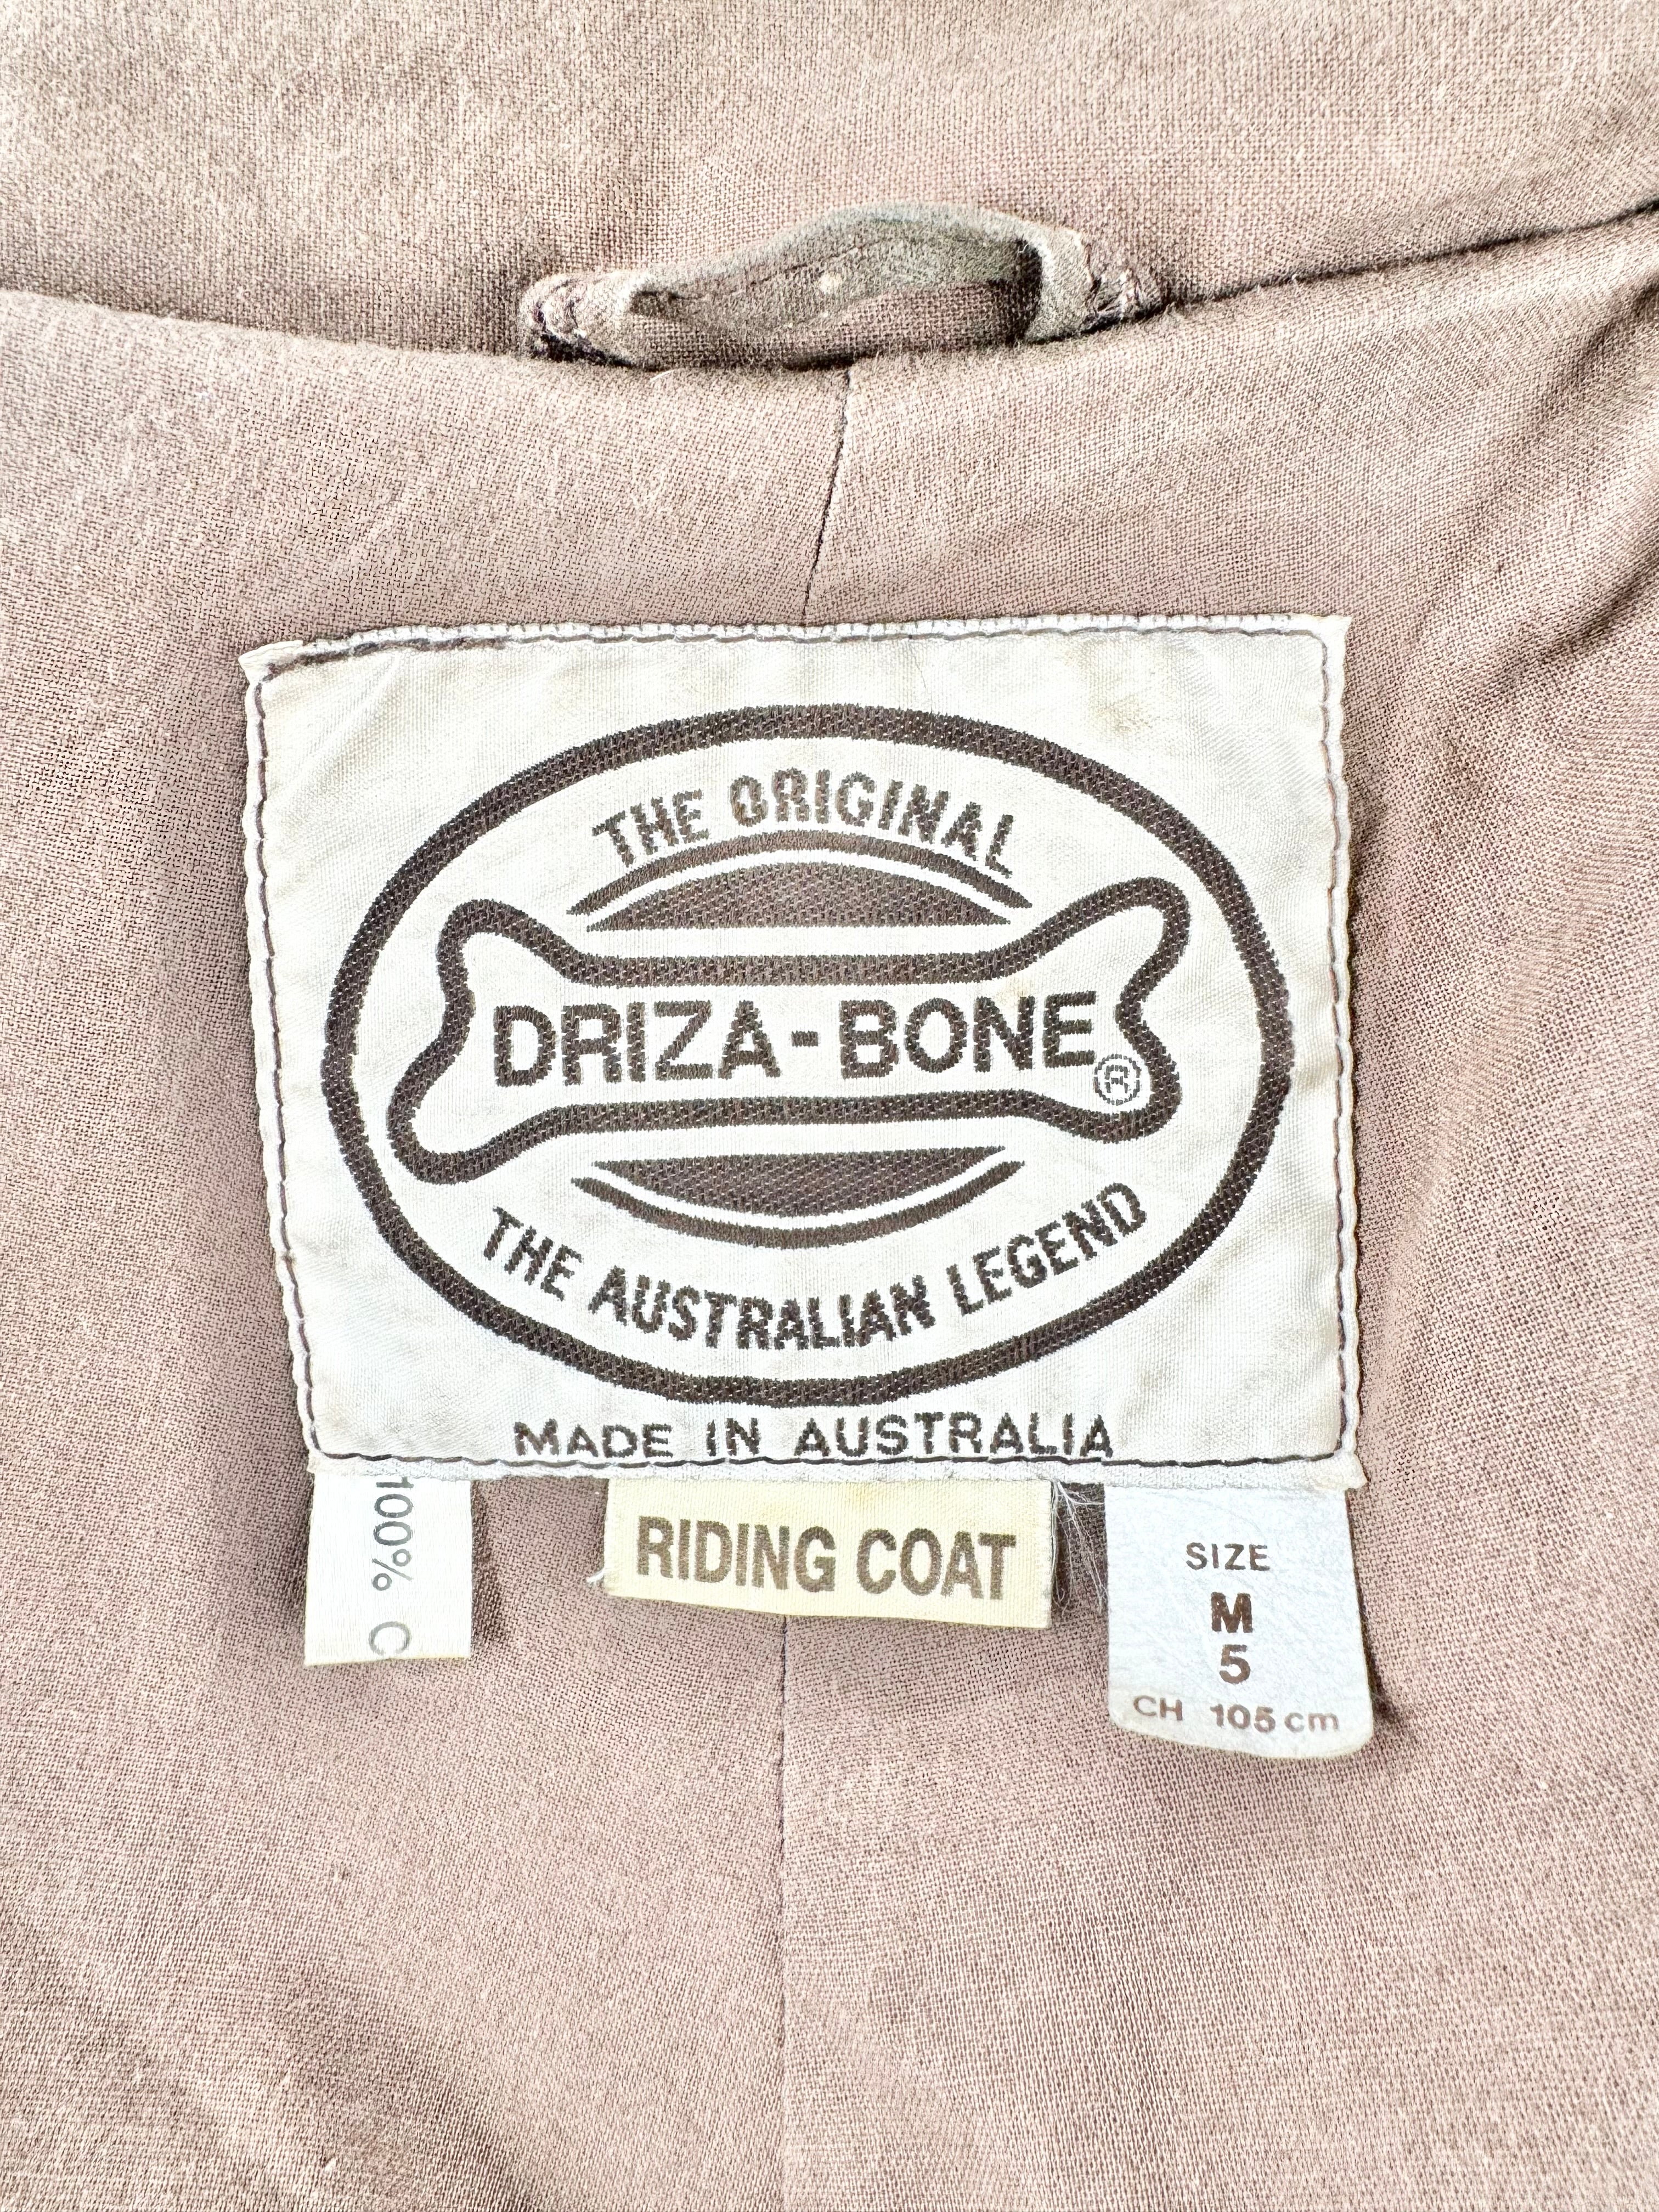 THE ORIGINAL
DRIZA-BONE®
THE AUSTRALIAN LEGEND
MADE IN AUSTRALIA
100% C
RIDING COAT
SIZE
M
5
CH 105 cm